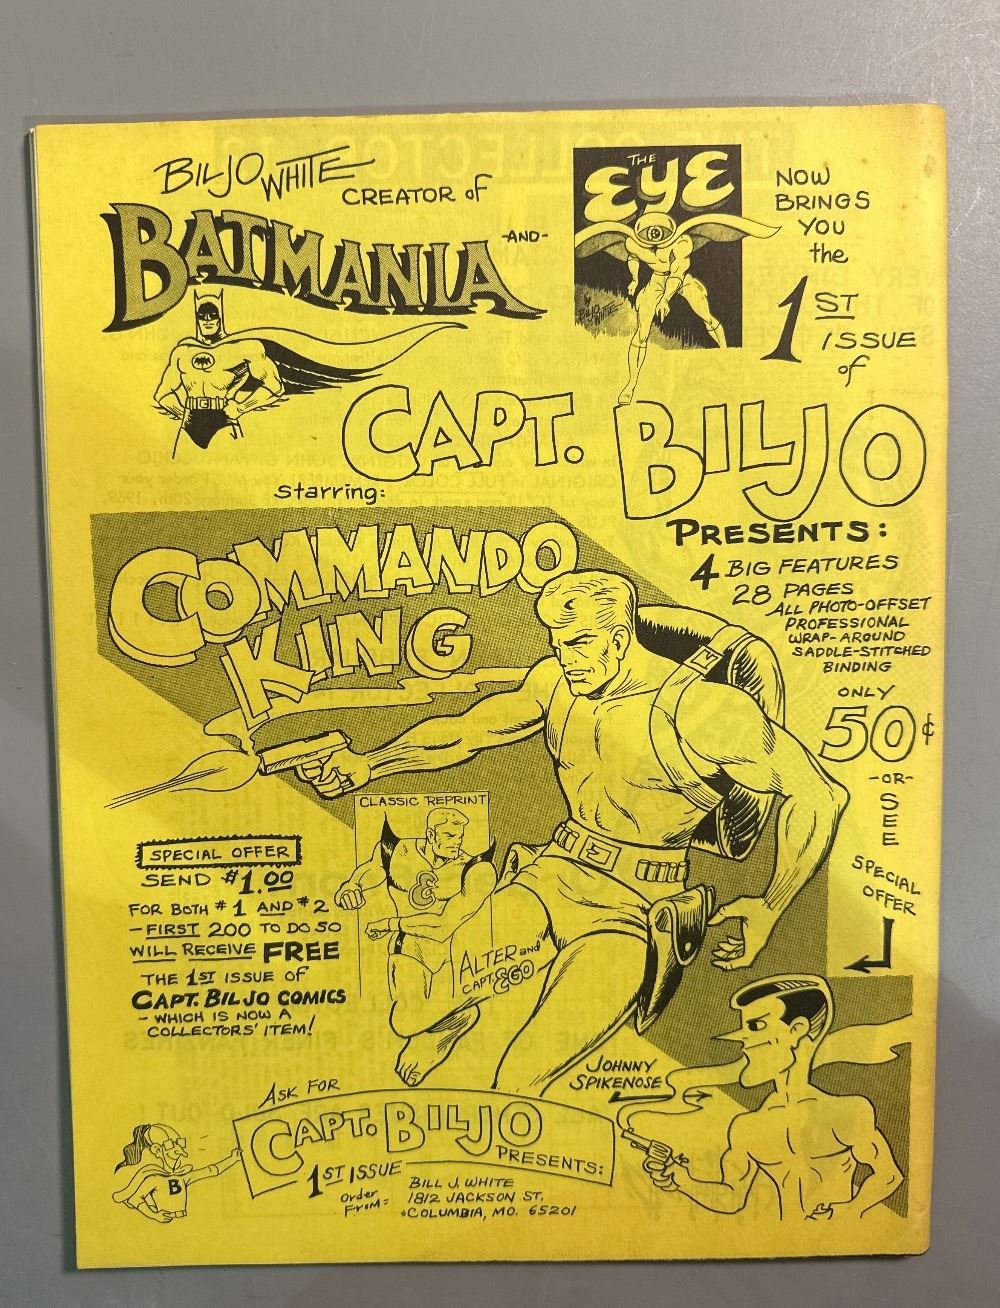 BILJO WHITE
CREATOR of
BATMANIA
-AND-
THE
EYE
BY
BILJO
WHITE
NOW
BRINGS
YOU
the
1ST
ISSUE
of
CAPT. BILJO
PRESENTS:
starring:
COMMANDO
KING
4 BIG FEATURES
28 PAGES
ALL PHOTO-OFFSET
PROFESSIONAL
WRAP-AROUND
SADDLE-STITCHED
BINDING
ONLY
50¢
-OR-
SEE
SPECIAL
OFFER
CLASSIC REPRINT
E
ALTER and
CAPT. EGO
SPECIAL OFFER
SEND $1.00
FOR BOTH #1 AND #2
- FIRST 200 TO DO SO
WILL RECEIVE FREE
THE 1ST ISSUE of
CAPT. BILJO COMICS
- WHICH IS NOW A
COLLECTORS' ITEM!
JOHNNY
SPIKENOSE
ASK FOR
CAPT. BILJO
PRESENTS:
B
1ST ISSUE
Order
From:
BILL J. WHITE
1812 JACKSON ST.
COLUMBIA, MO. 65201